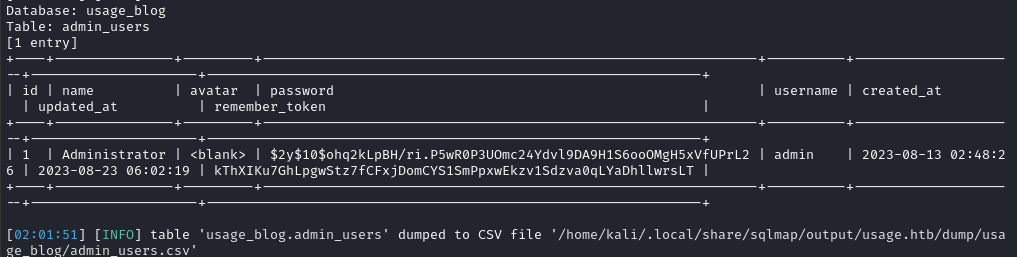 Database: usage_blog
Table: admin_users
[1 entry]
+----+---------------+---------+--------------------------------------------------------------+----------+-------------------
--+---------------------+--------------------------------------------------------------+
| id | name          | avatar  | password                                                     | username | created_at
  | updated_at          | remember_token                                               |
+----+---------------+---------+--------------------------------------------------------------+----------+-------------------
--+---------------------+--------------------------------------------------------------+
| 1  | Administrator | <blank> | $2y$10$ohq2kLpBH/ri.P5wR0P3UOmc24Ydvl9DA9H1S6ooOMgH5xVfUPrL2 | admin    | 2023-08-13 02:48:2
6 | 2023-08-23 06:02:19 | kThXIKu7GhLpgwStz7fCFxjDomCYS1SmPpxwEkzv1Sdzva0qLYaDhllwrsLT |
+----+---------------+---------+--------------------------------------------------------------+----------+-------------------
--+---------------------+--------------------------------------------------------------+
[02:01:51] [INFO] table 'usage_blog.admin_users' dumped to CSV file '/home/kali/.local/share/sqlmap/output/usage.htb/dump/usa
ge_blog/admin_users.csv'